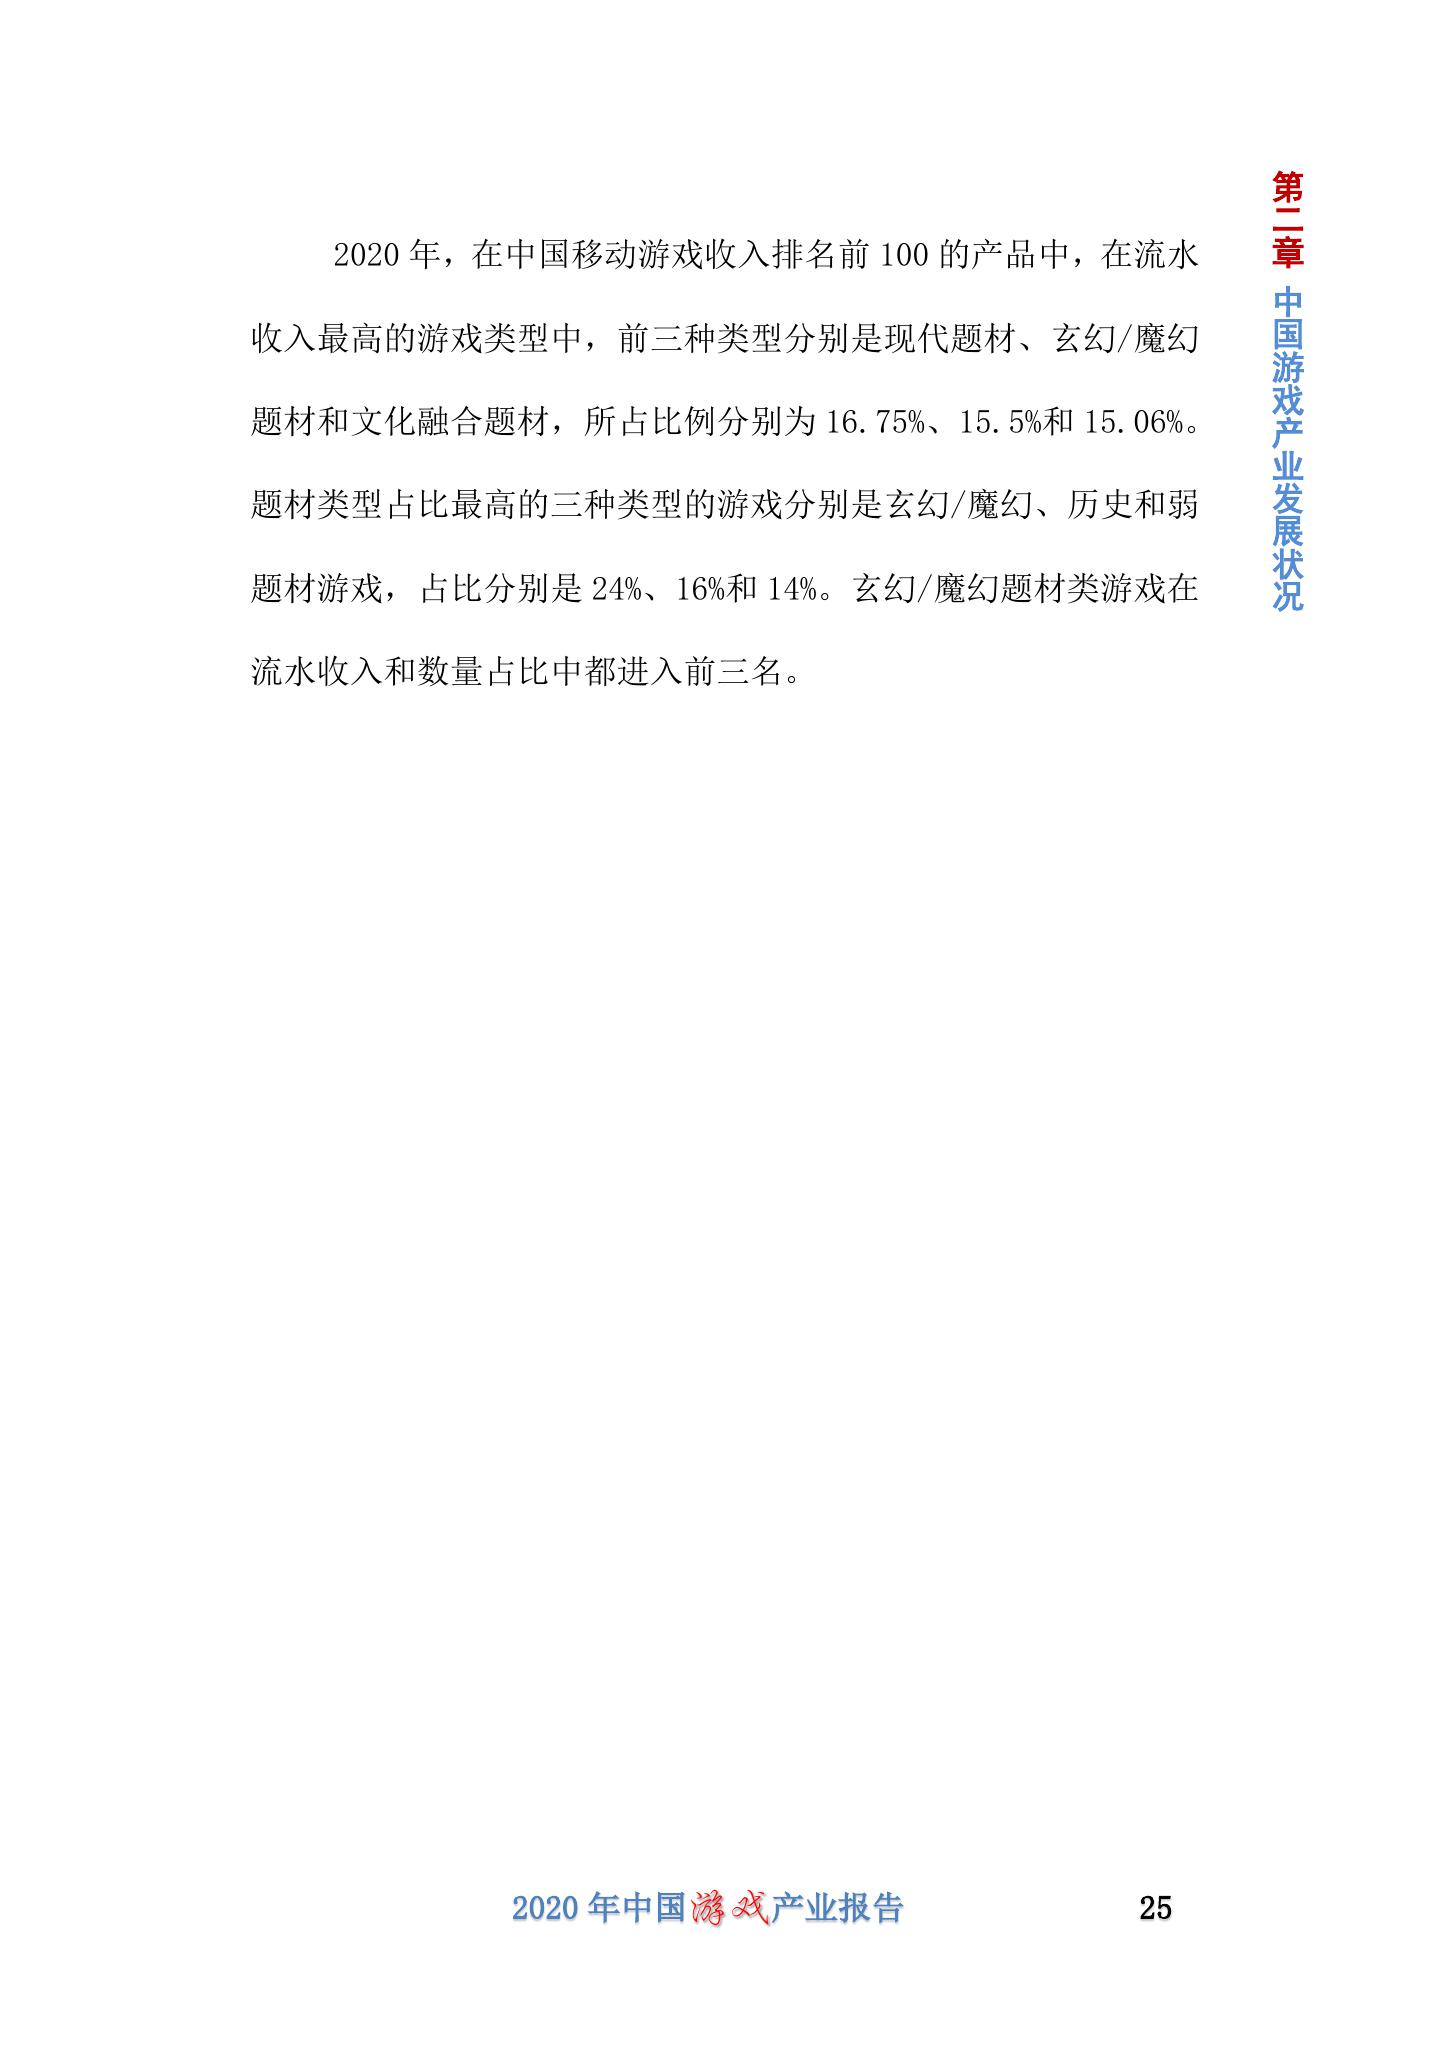 2020 年，在中国移动游戏收入排名前 100 的产品中，在流水
收入最高的游戏类型中，前三种类型分别是现代题材、玄幻/魔幻
题材和文化融合题材，所占比例分别为 16.75%、15.5%和 15.06%。
题材类型占比最高的三种类型的游戏分别是玄幻/魔幻、历史和弱
题材游戏，占比分别是 24%、16%和 14%。玄幻/魔幻题材类游戏在
流水收入和数量占比中都进入前三名。
第二章 中国游戏产业发展状况
2020 年中国游戏产业报告
25